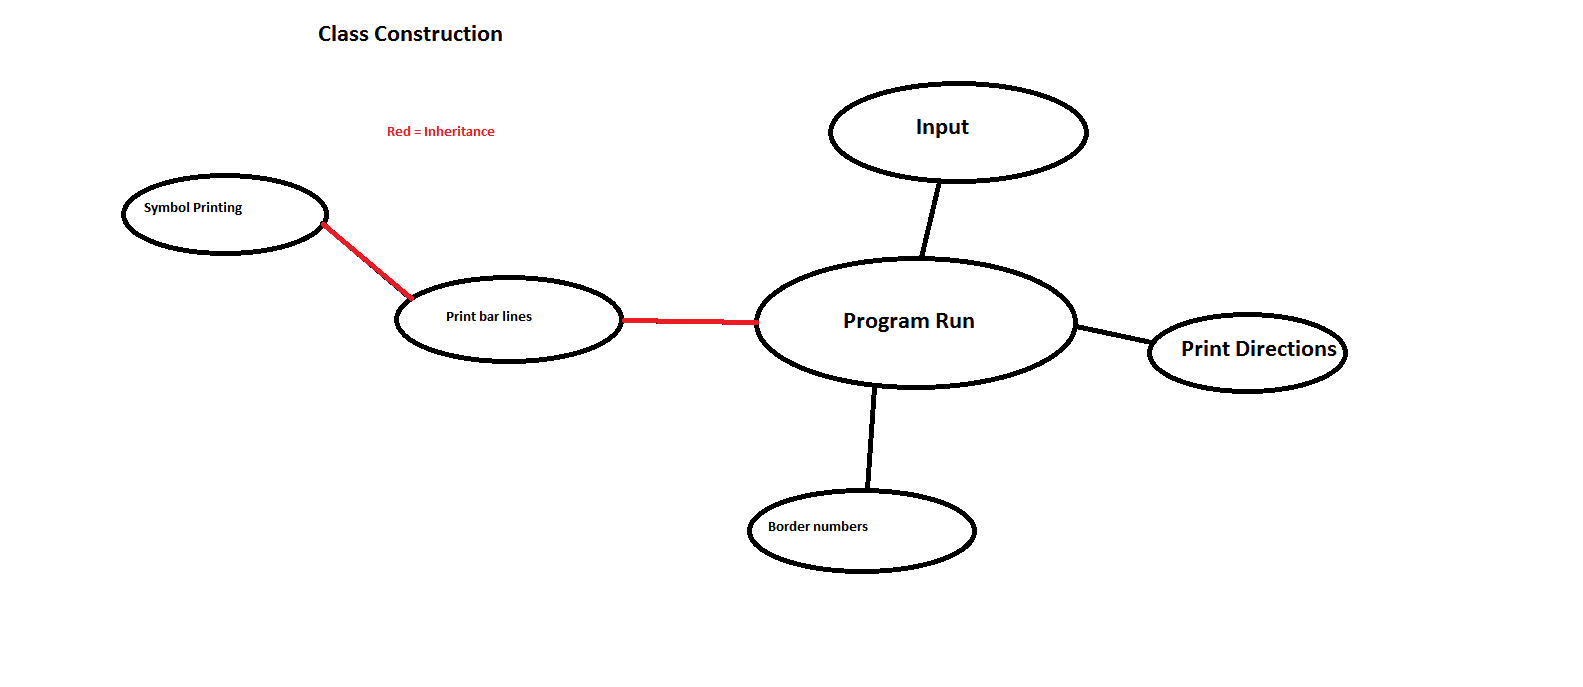 Class Construction
Red = Inheritance
Input
Symbol Printing
Print bar lines
Program Run
Print Directions
Border numbers